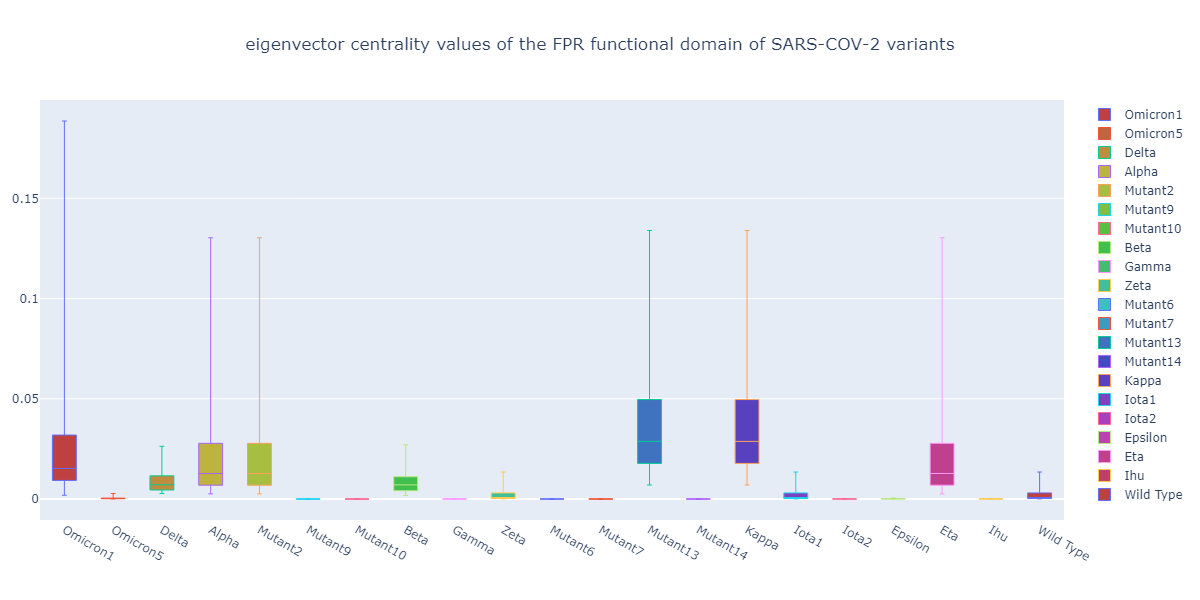 eigenvector centrality values of the FPR functional domain of SARS-COV-2 variants
0.15
0.1
0.05
0
Omicron1
Omicron5
Delta
Alpha
Mutant2
Mutant9
Mutant10
Beta
Gamma
Zeta
Mutant6
Mutant7
Mutant13
Mutant14
Kappa
Iota1
Iota2
Epsilon
Eta
Ihu
Wild Type
Omicron1
Omicron5
Delta
Alpha
Mutant2
Mutant9
Mutant10
Beta
Gamma
Zeta
Mutant6
Mutant7
Mutant13
Mutant14
Kappa
Iota1
Iota2
Epsilon
Eta
Ihu
Wild Type